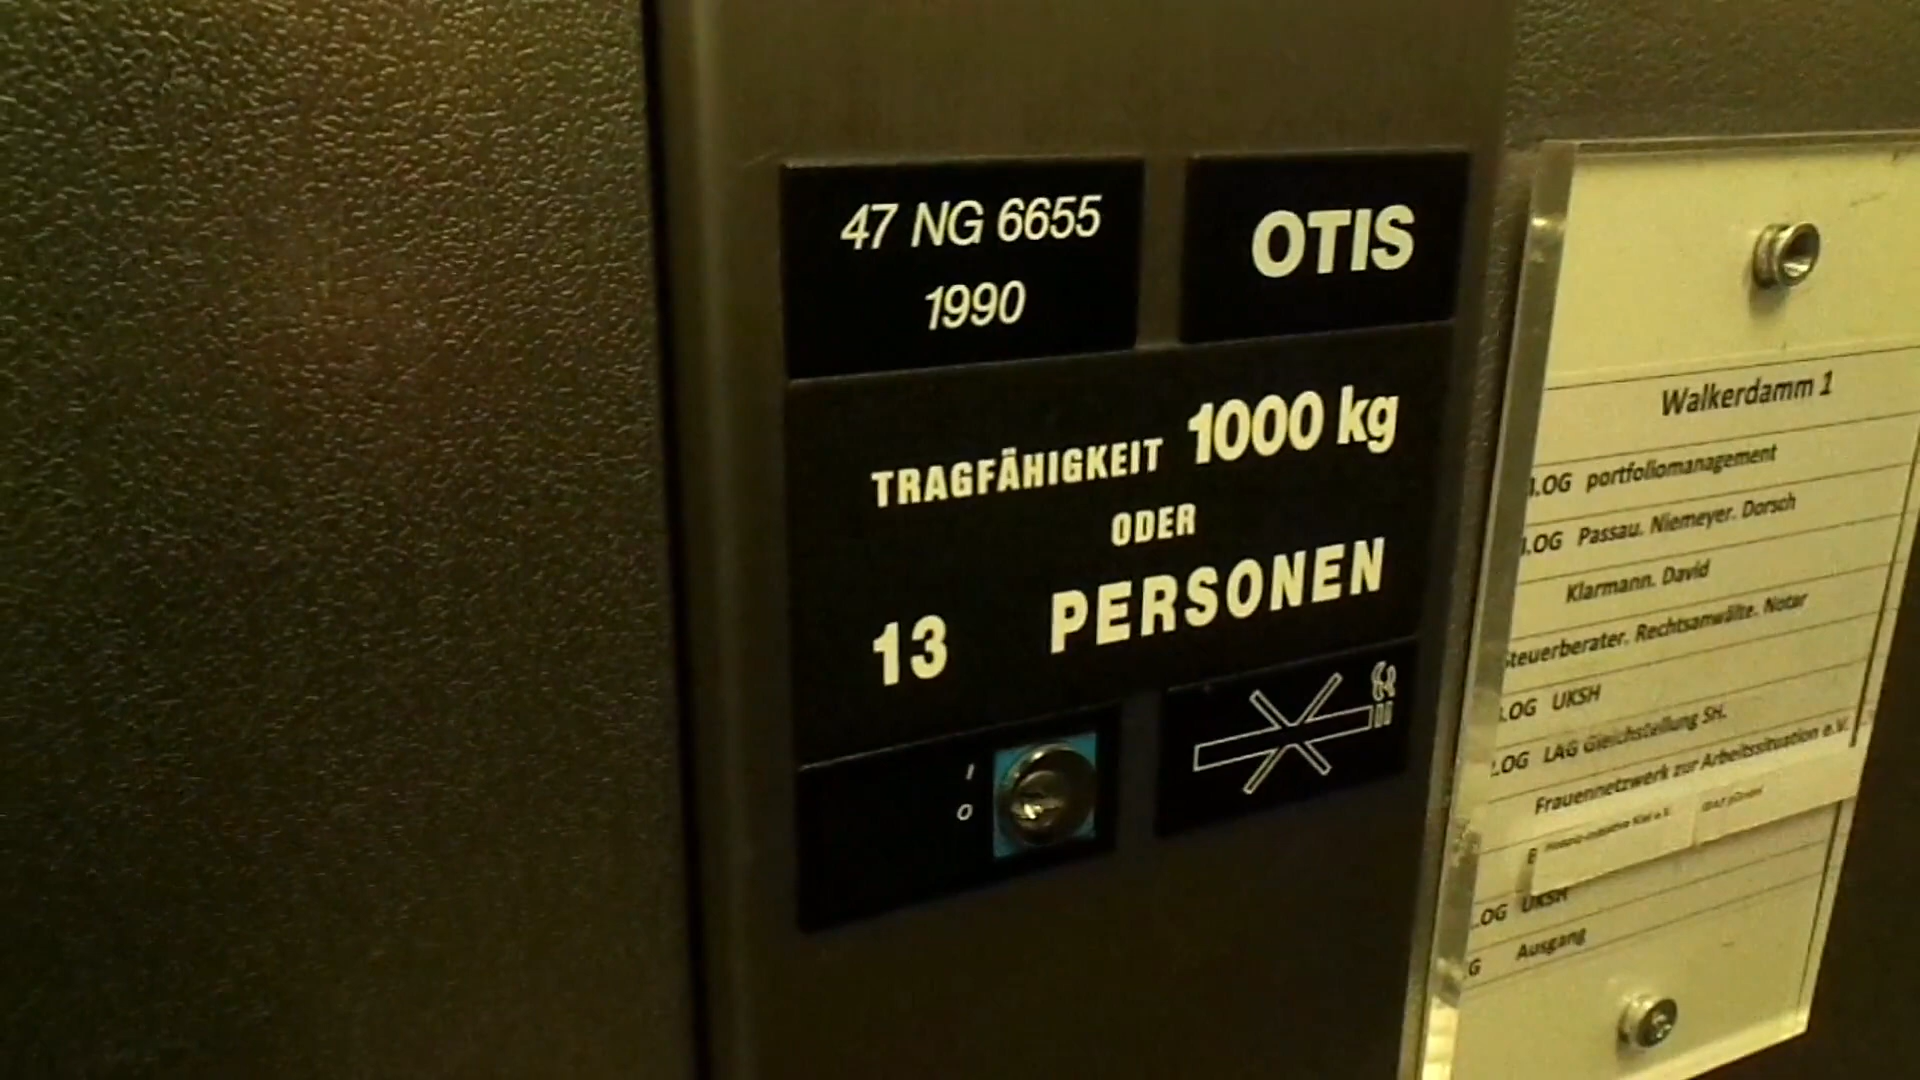 47 NG 6655
1990
OTIS
TRAGFÄHIGKEIT 1000 kg
ODER
13 PERSONEN
I
O
Walkerdamm 1
.OG portfoliomanagement
.OG Passau. Niemeyer. Dorsch
Klarmann. David
Steuerberater. Rechtsanwälte. Notar
.OG UKSH
.OG LAG Gleichstellung SH.
Frauennetzwerk zur Arbeitssituation e.V.
.OG UKSH
G Ausgang